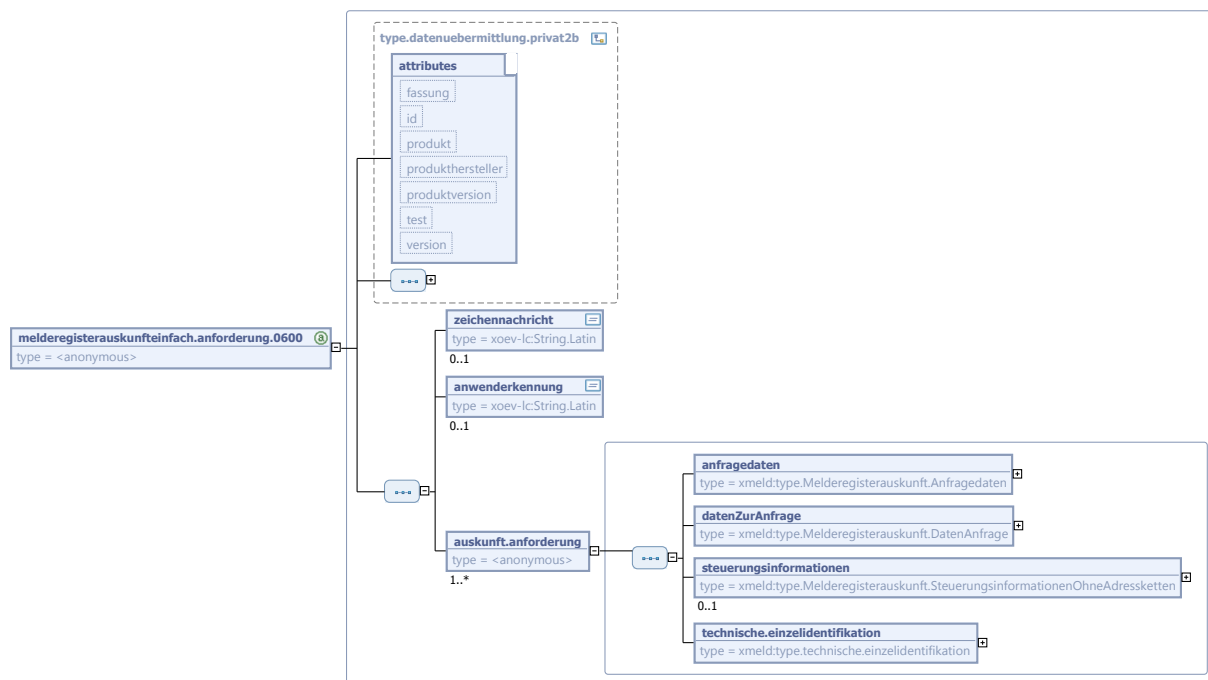 type.datenuebermittlung.privat2b
attributes
fassung
id
produkt
produkthersteller
produktversion
test
version
melderegisterauskunfteinfach.anforderung.0600
a
type = <anonymous>
zeichennachricht
type = xoev-lc:String.Latin
0..1
anwenderkennung
type = xoev-lc:String.Latin
0..1
auskunft.anforderung
type = <anonymous>
1..*
anfragedaten
type = xmeld:type.Melderegisterauskunft.Anfragedaten
datenZurAnfrage
type = xmeld:type.Melderegisterauskunft.DatenAnfrage
steuerungsinformationen
type = xmeld:type.Melderegisterauskunft.SteuerungsinformationenOhneAdressketten
0..1
technische.einzelidentifikation
type = xmeld:type.technische.einzelidentifikation